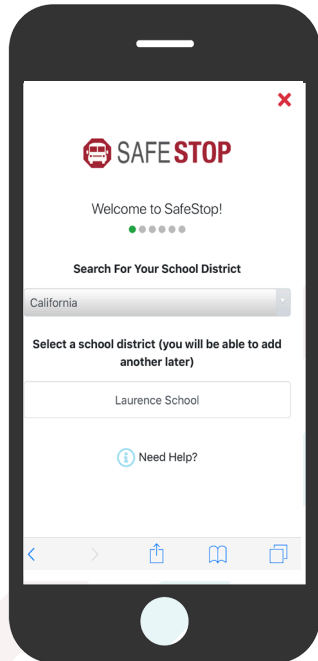 SAFE STOP
Welcome to SafeStop!
Search For Your School District
California
Select a school district (you will be able to add
another later)
Laurence School
Need Help?